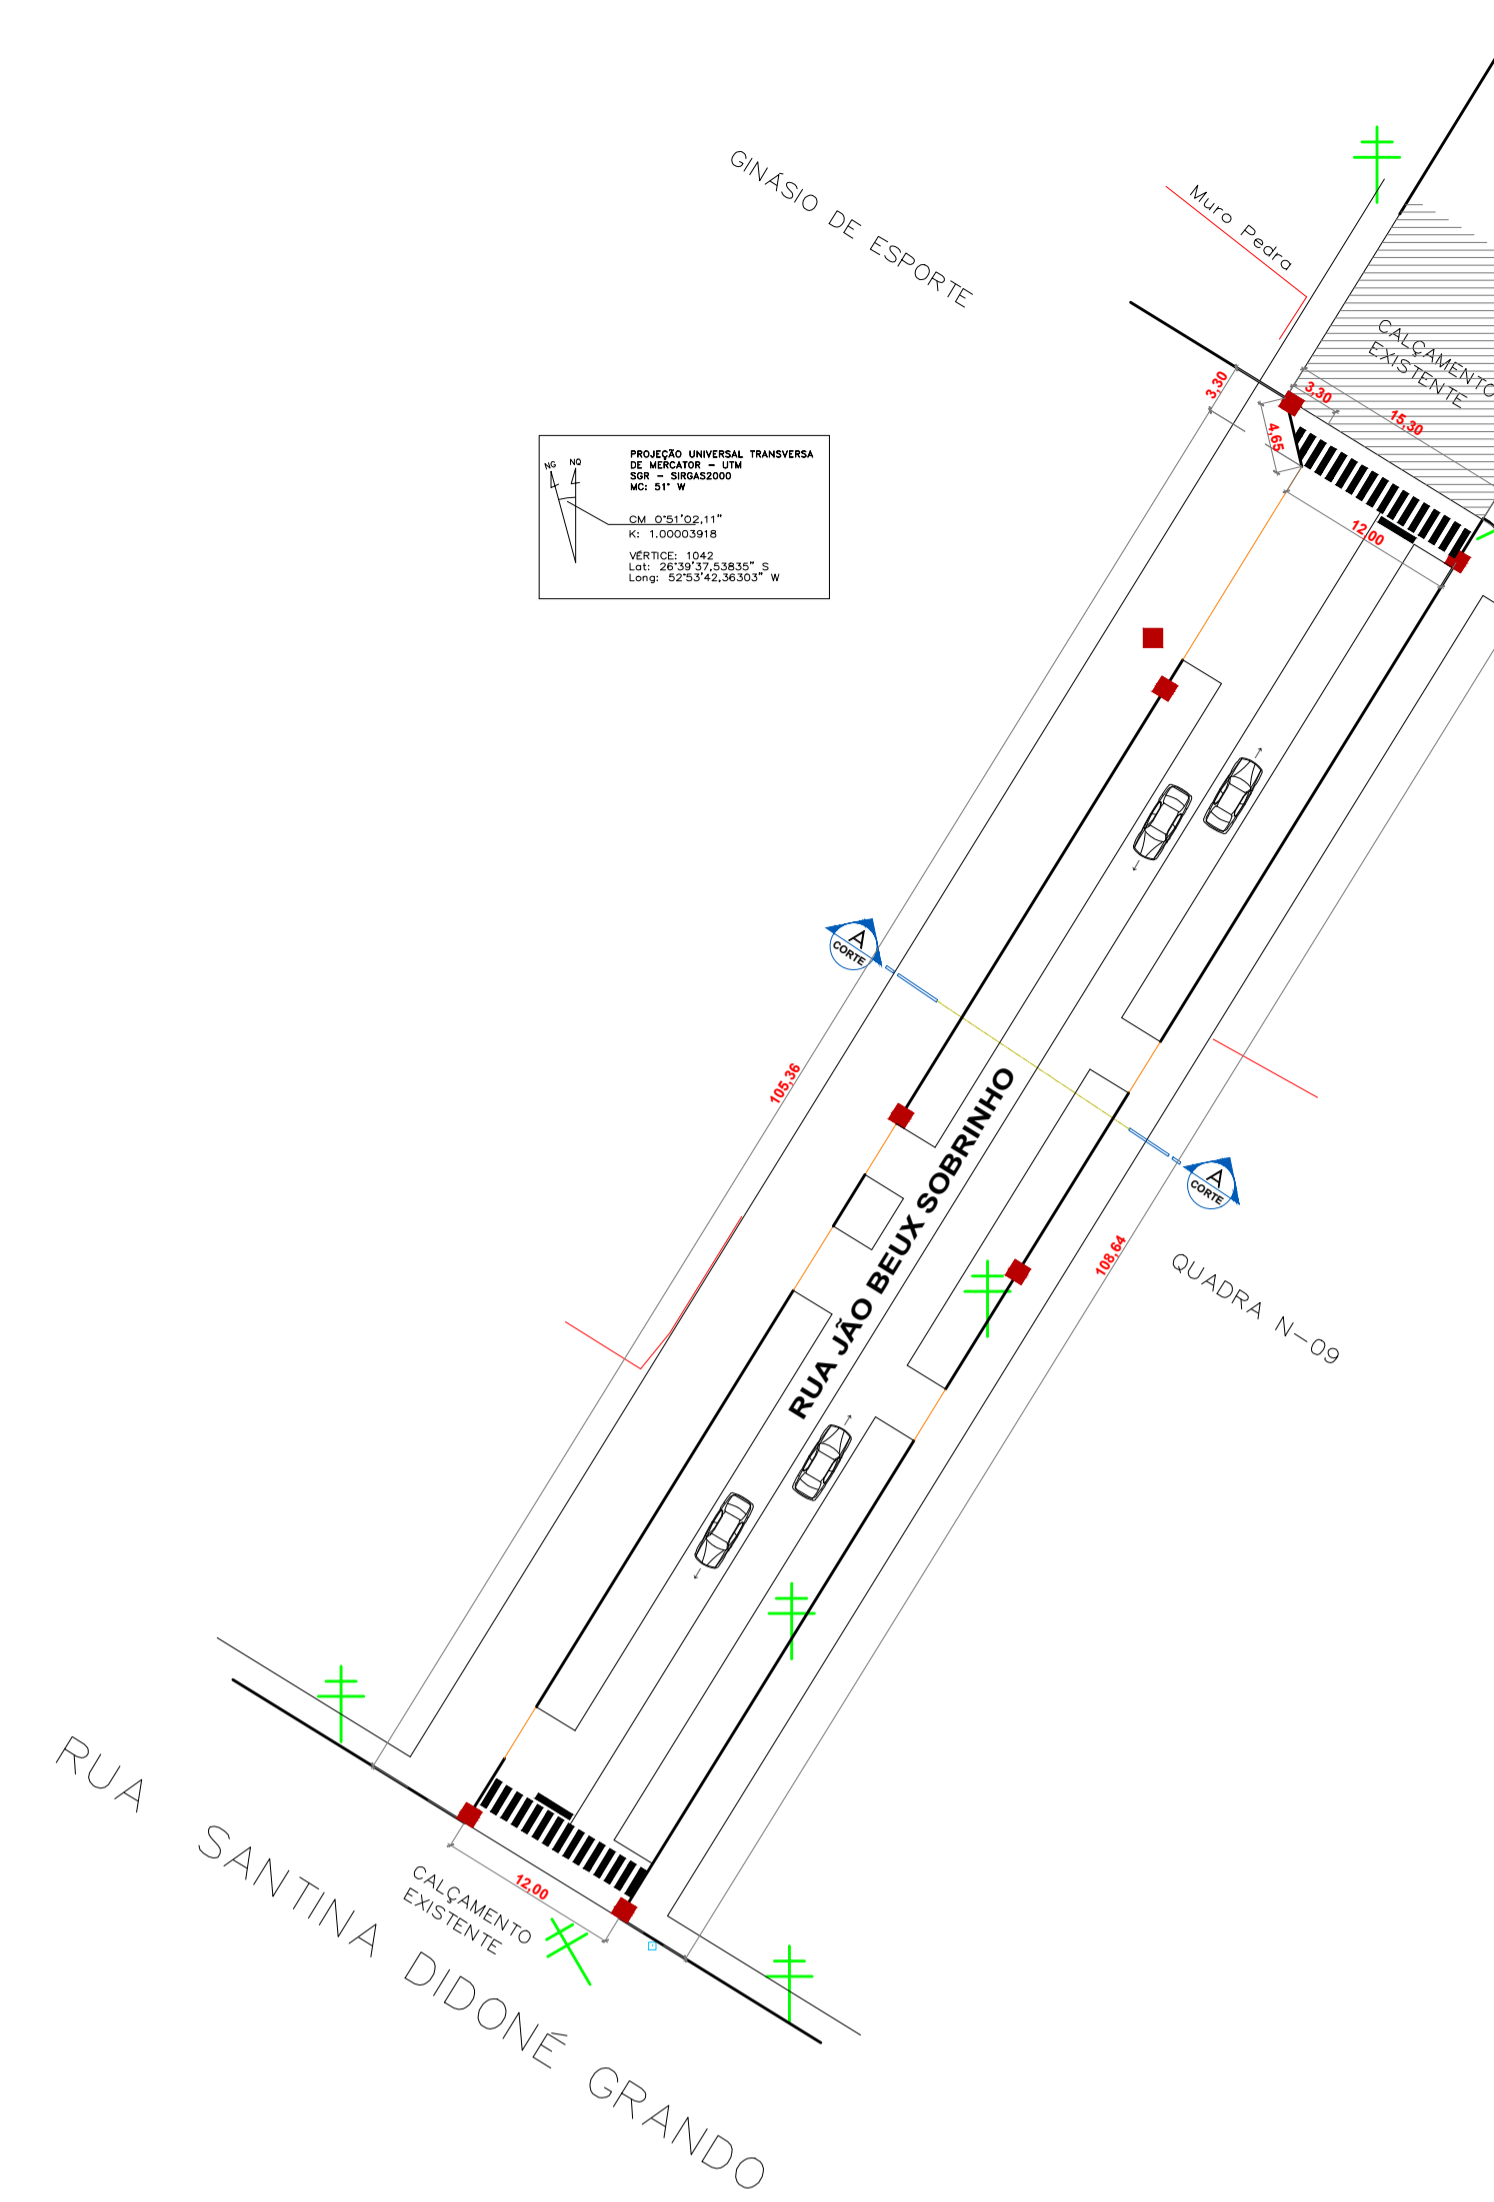 GINÁSIO DE ESPORTE
Muro Pedra
CALÇAMENTO
EXISTENTE
3,30
3,30
15,30
4,65
12,00
NG NQ
PROJEÇÃO UNIVERSAL TRANSVERSA
DE MERCATOR - UTM
SGR - SIRGAS2000
MC: 51° W
CM 0°51'02,11"
K: 1.00003918
VÉRTICE: 1042
Lat: 26°39'37,53835" S
Long: 52°53'42,36303" W
A
CORTE
105,36
RUA JÃO BEUX SOBRINHO
A
CORTE
108,64
QUADRA N-09
12,00
CALÇAMENTO
EXISTENTE
RUA SANTINA DIDONÉ GRANDO